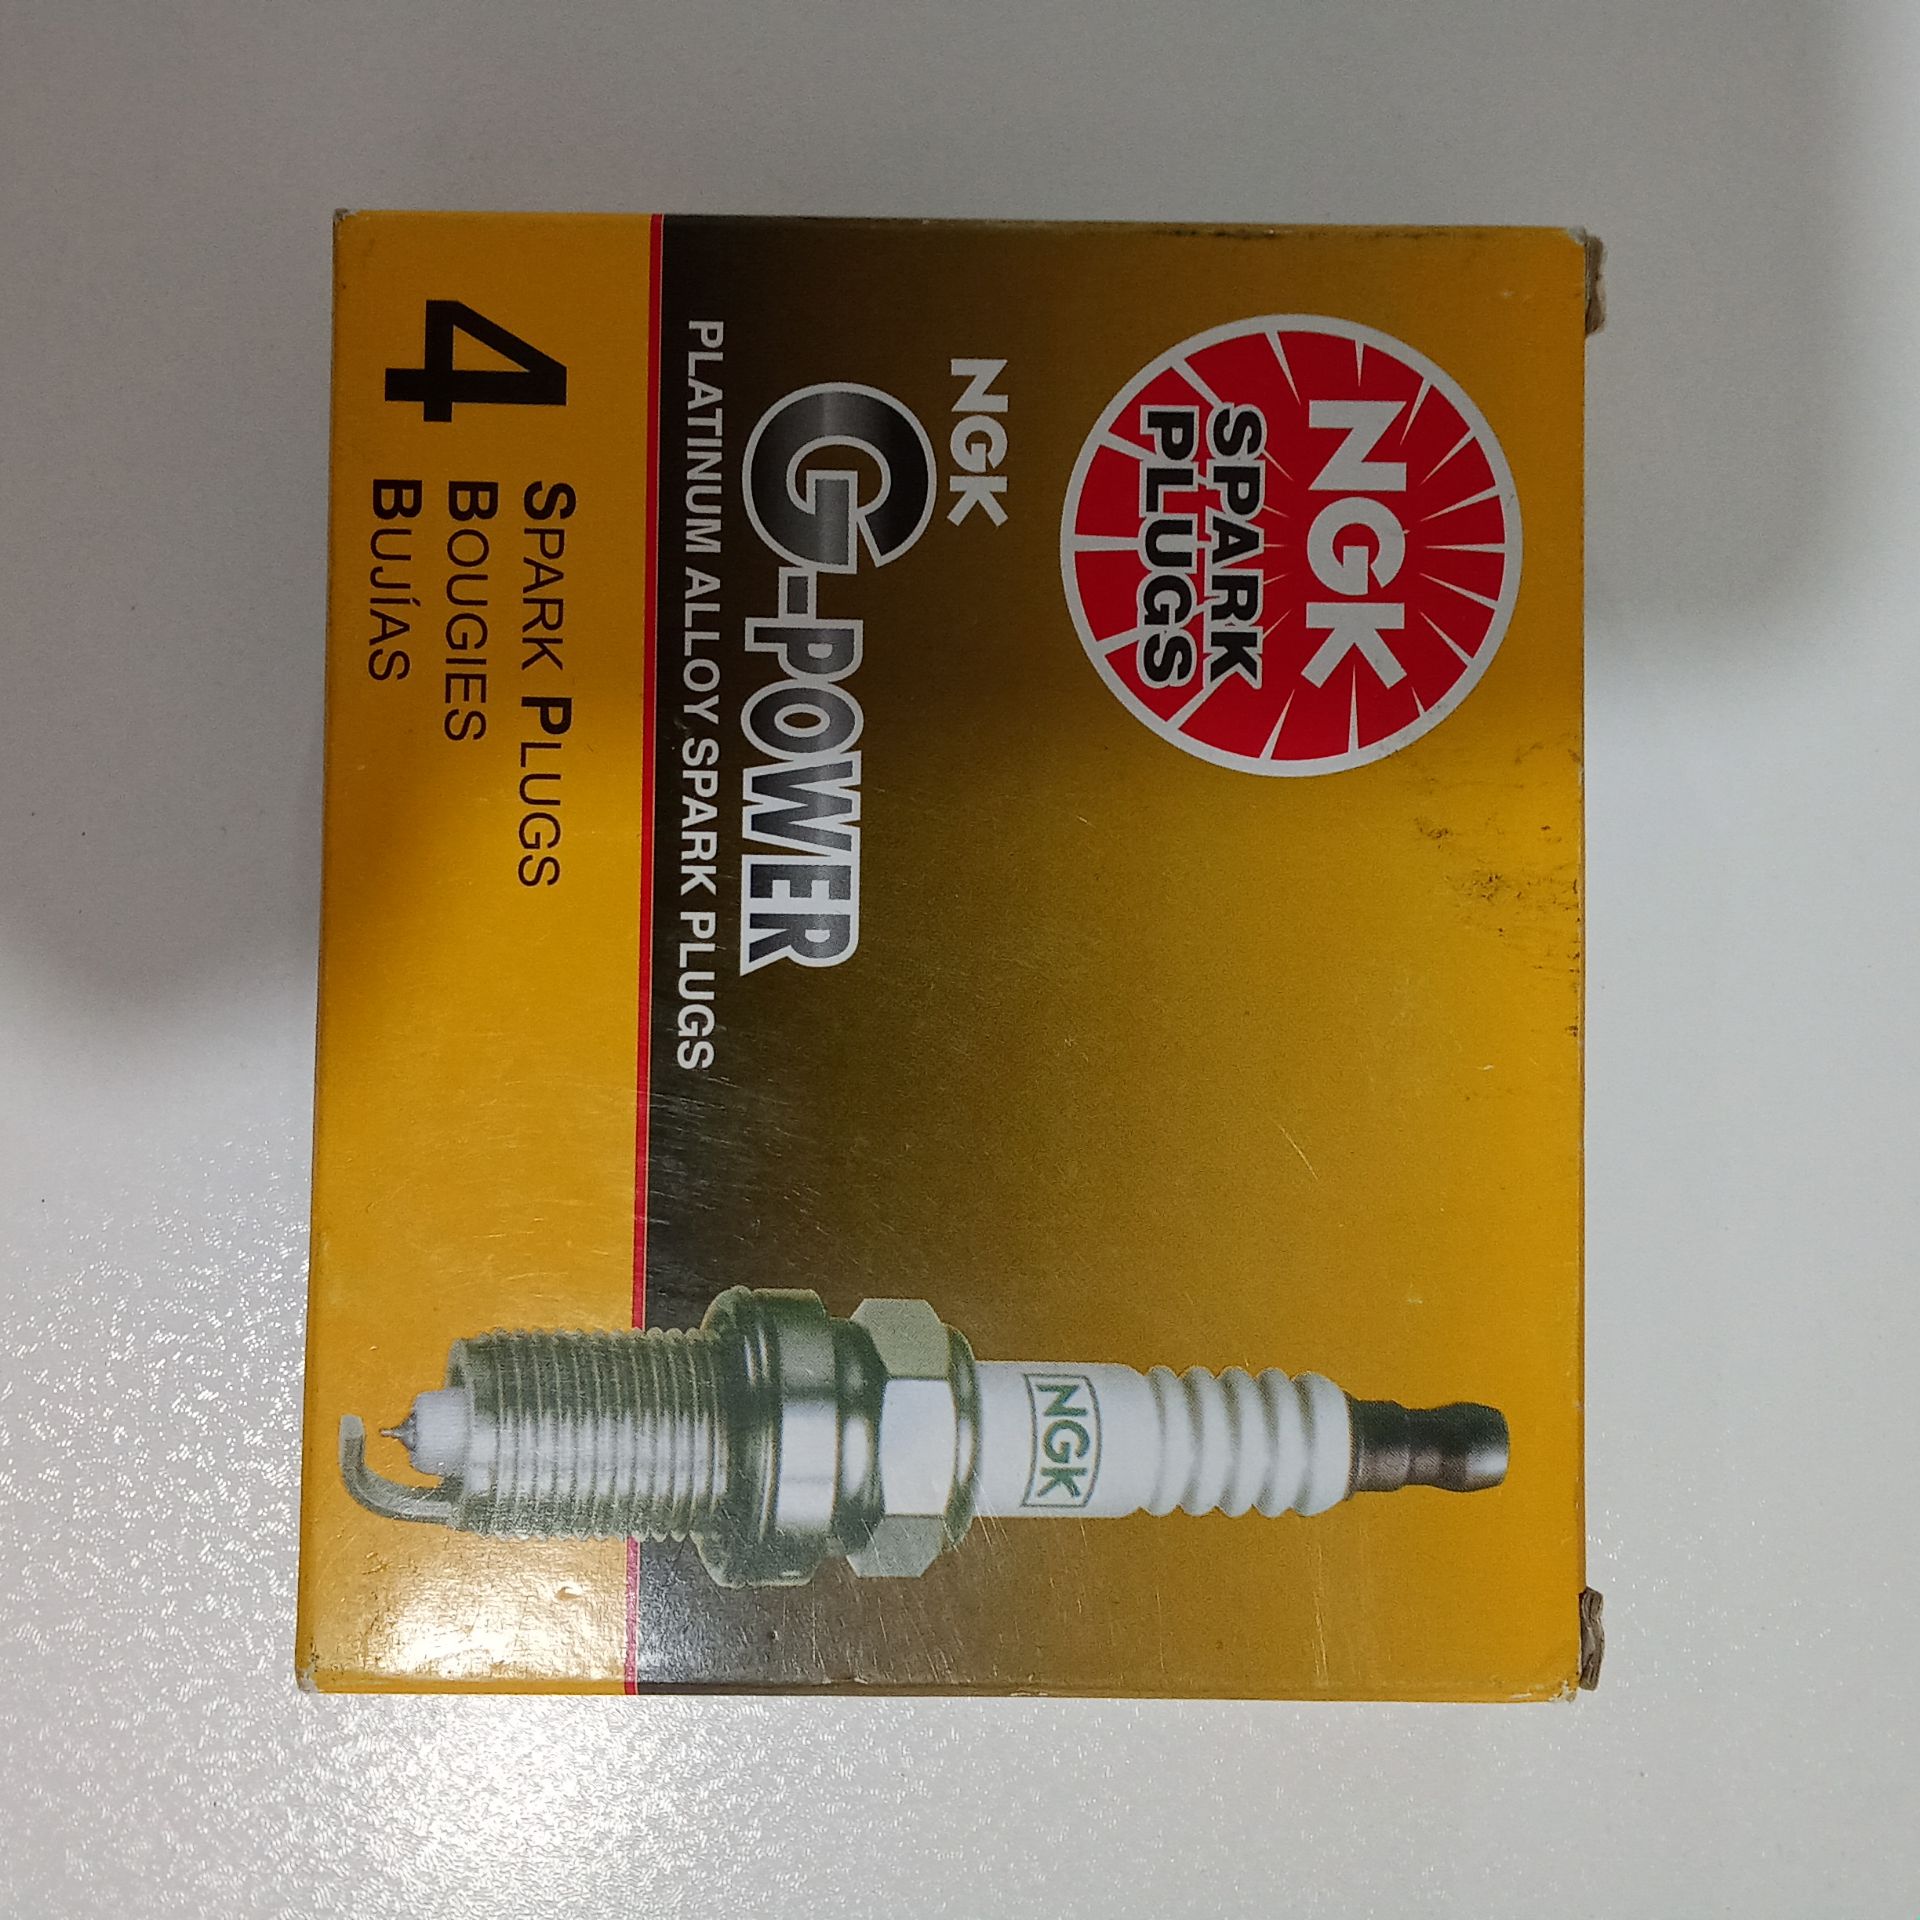 NGK
SPARK
PLUGS
NGK
G-POWER
PLATINUM ALLOY SPARK PLUGS
4
SPARK PLUGS
BOUGIES
BUJÍAS
NGK